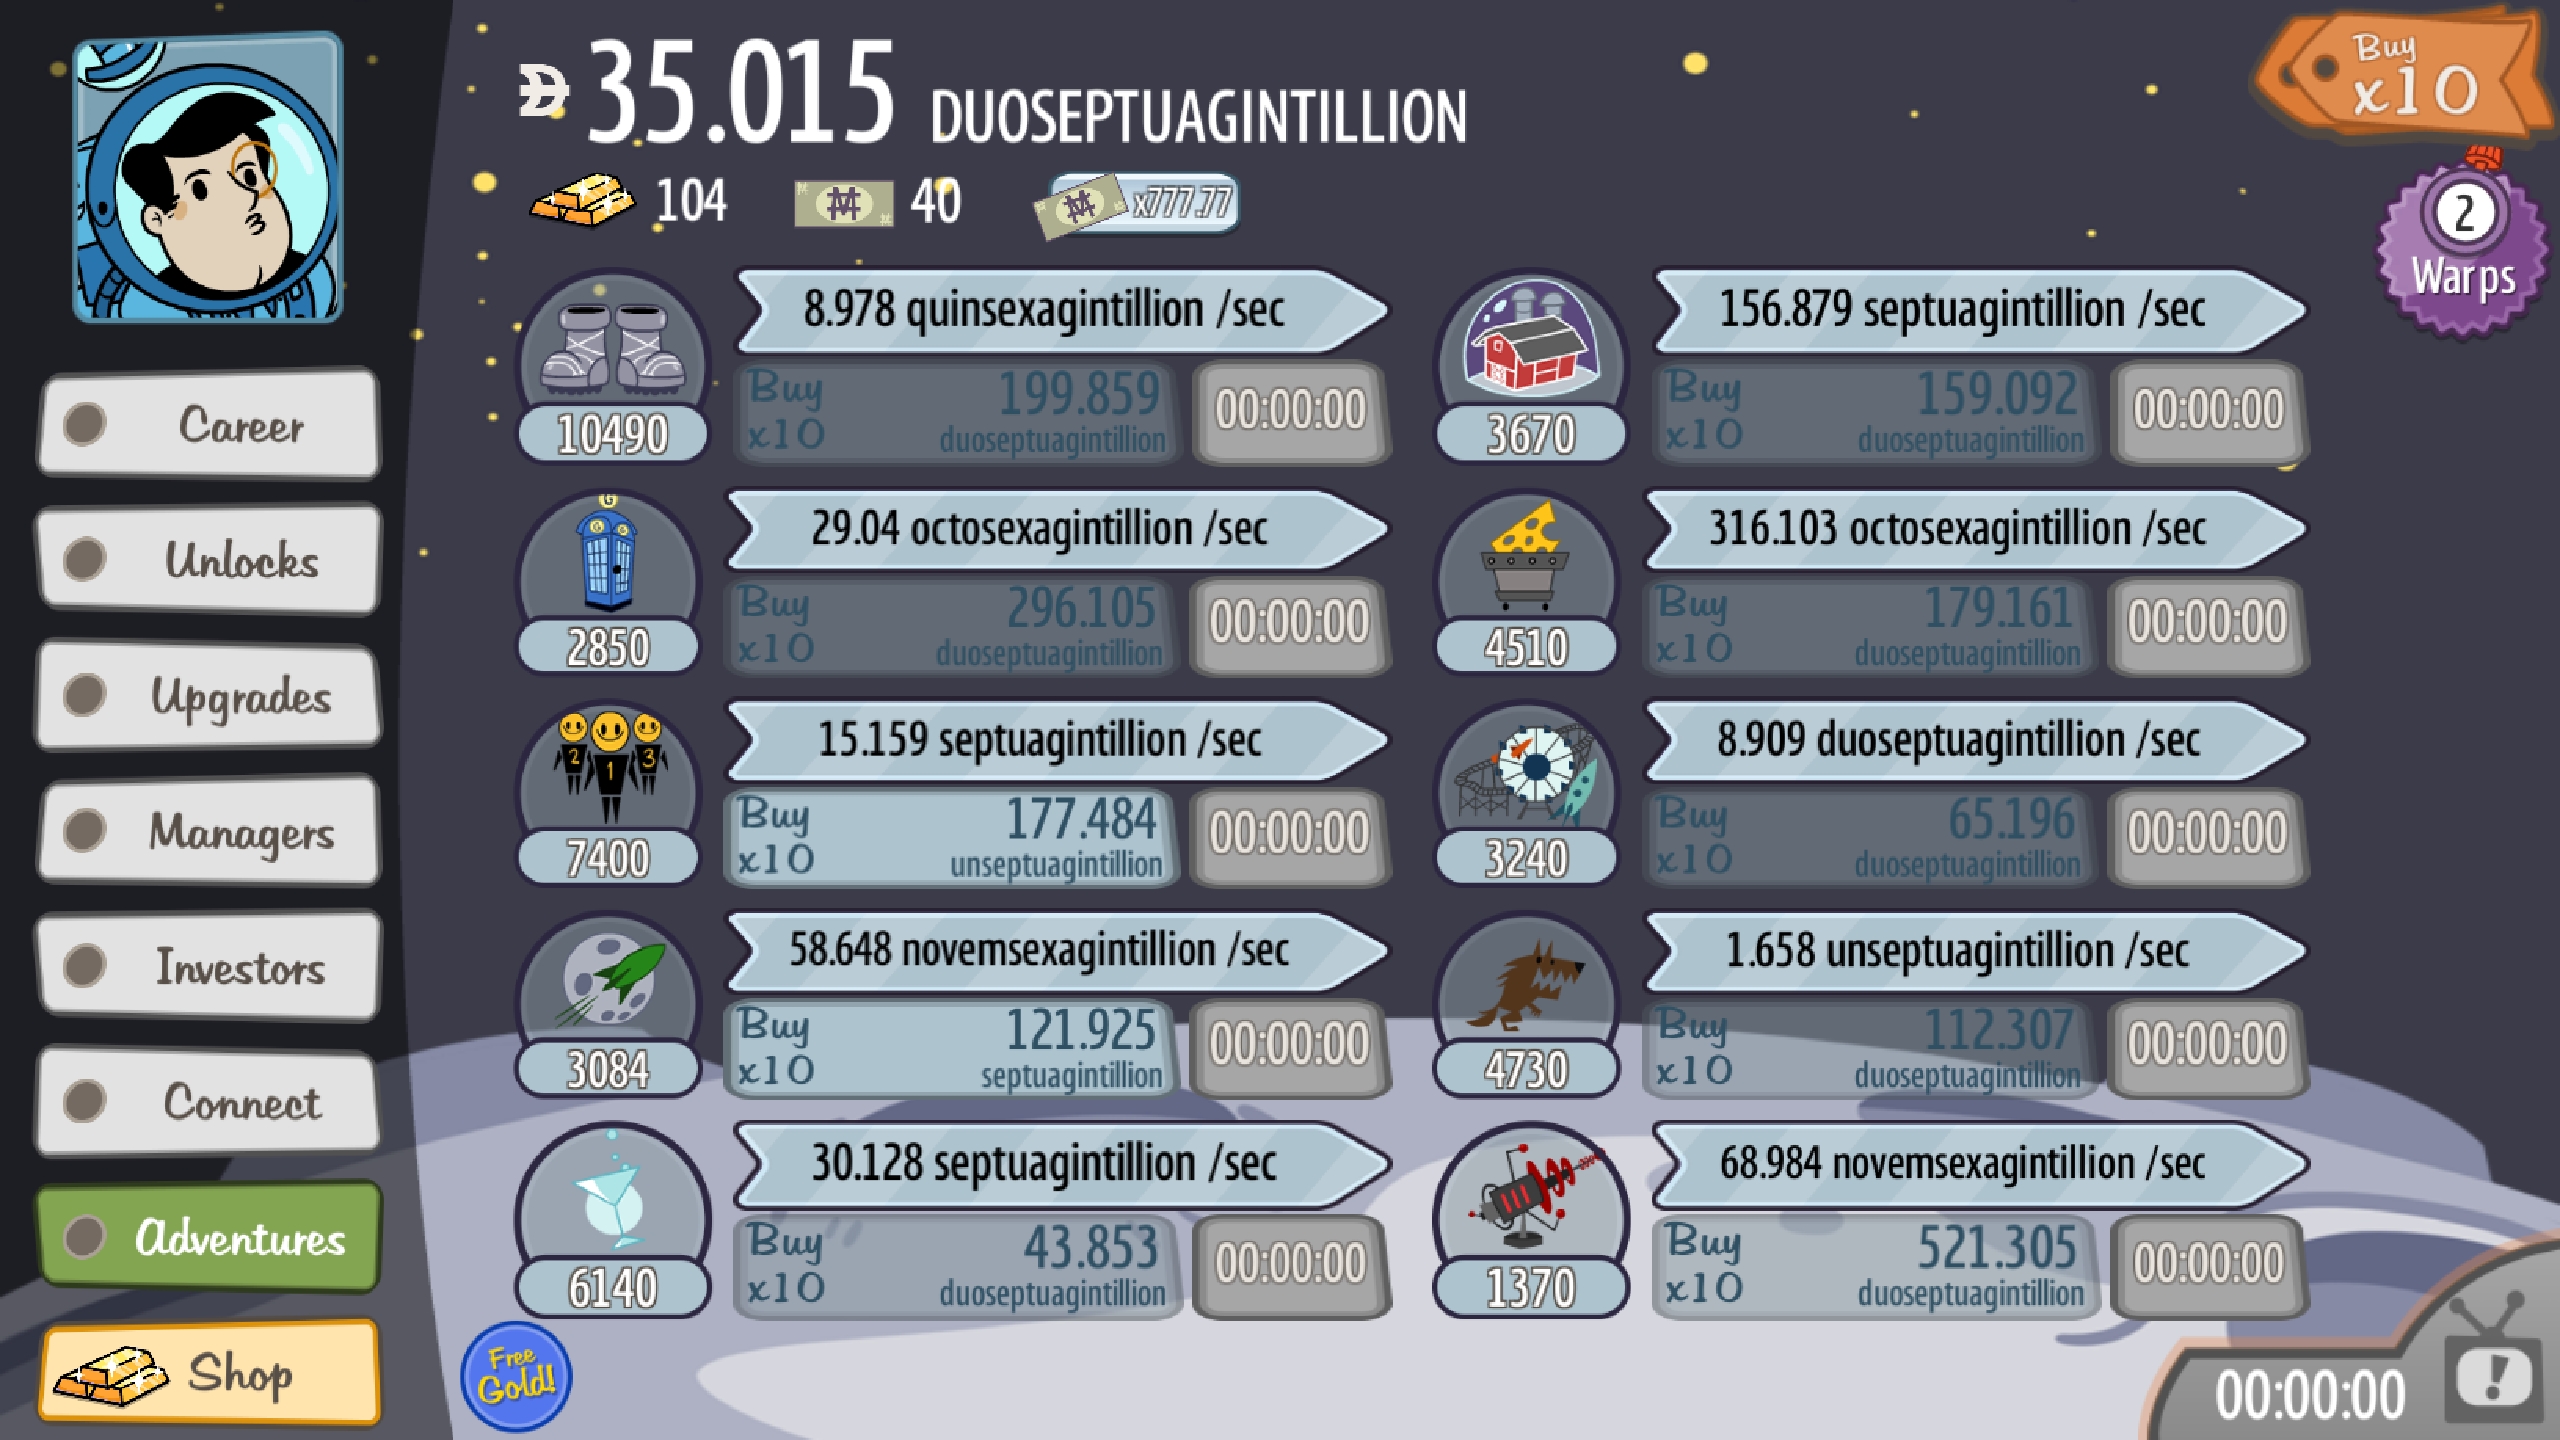 35.015 DUOSEPTUAGINTILLION
Buy
x10
104
40
x777.77
2
Warps
8.978 quinsexagintillion /sec
Buy
x10
199.859
duoseptuagintillion
00:00:00
10490
156.879 septuagintillion /sec
Buy
x10
159.092
duoseptuagintillion
00:00:00
3670
G
29.04 octosexagintillion /sec
Buy
x10
296.105
duoseptuagintillion
00:00:00
2850
316.103 octosexagintillion /sec
Buy
x10
179.161
duoseptuagintillion
00:00:00
4510
2 1 3
15.159 septuagintillion /sec
Buy
x10
177.484
unseptuagintillion
00:00:00
7400
8.909 duoseptuagintillion /sec
Buy
x10
65.196
duoseptuagintillion
00:00:00
3240
58.648 novemsexagintillion /sec
Buy
x10
121.925
septuagintillion
00:00:00
3084
1.658 unseptuagintillion /sec
Buy
x10
112.307
duoseptuagintillion
00:00:00
4730
30.128 septuagintillion /sec
Buy
x10
43.853
duoseptuagintillion
00:00:00
6140
68.984 novemsexagintillion /sec
Buy
x10
521.305
duoseptuagintillion
00:00:00
1370
Career
Unlocks
Upgrades
Managers
Investors
Connect
Adventures
Shop
Free
Gold!
00:00:00
!